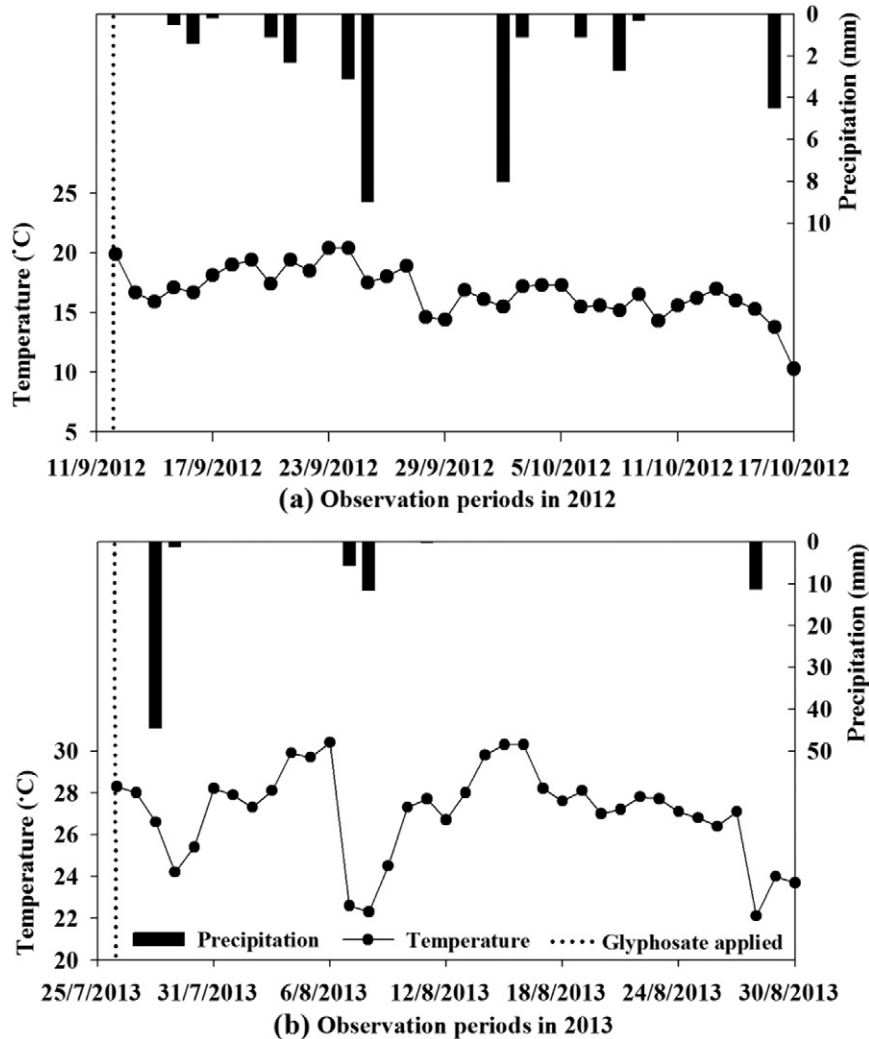 0
2
4
6
8
10
Precipitation (mm)
25
20
15
10
5
Temperature (°C)
11/9/2012 17/9/2012 23/9/2012 29/9/2012 5/10/2012 11/10/2012 17/10/2012
(a) Observation periods in 2012
0
10
20
30
40
50
Precipitation (mm)
30
28
26
24
22
20
Temperature (°C)
Precipitation Temperature Glyphosate applied
25/7/2013 31/7/2013 6/8/2013 12/8/2013 18/8/2013 24/8/2013 30/8/2013
(b) Observation periods in 2013